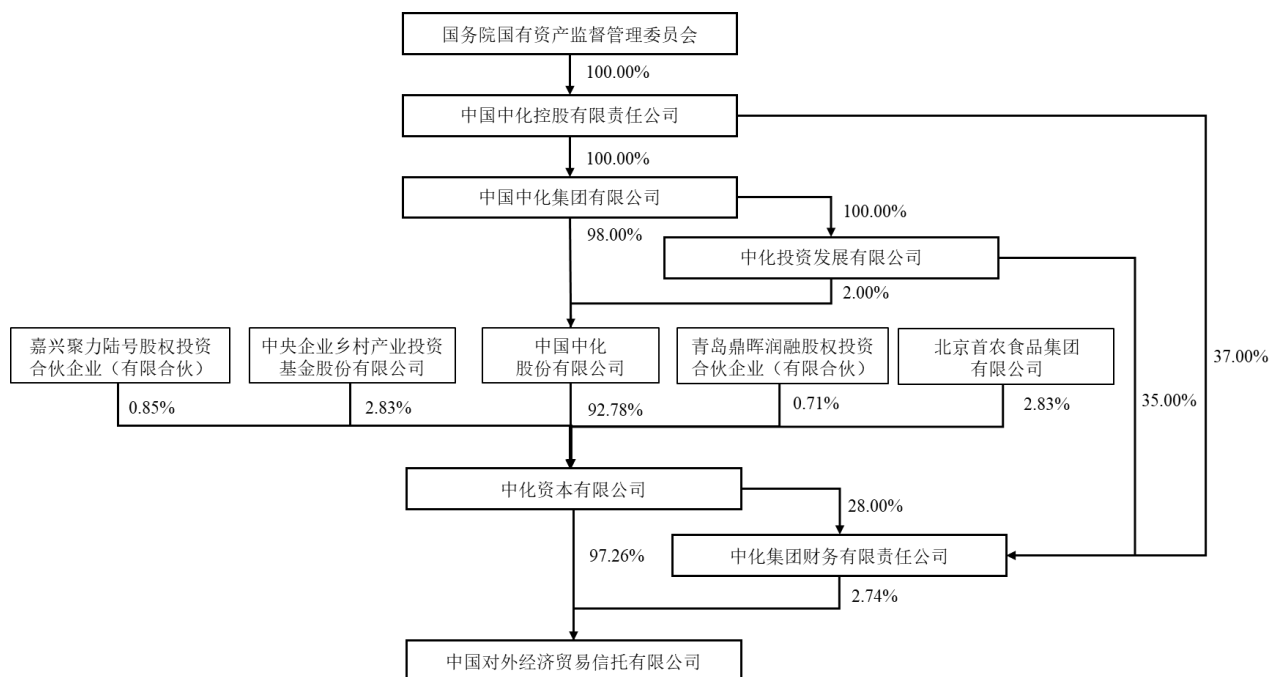 国务院国有资产监督管理委员会
100.00%
中国中化控股有限责任公司
100.00%
中国中化集团有限公司
100.00%
98.00%
中化投资发展有限公司
2.00%
嘉兴聚力陆号股权投资
合伙企业（有限合伙）
中央企业乡村产业投资
基金股份有限公司
中国中化
股份有限公司
青岛鼎晖润融股权投资
合伙企业（有限合伙）
北京首农食品集团
有限公司
37.00%
0.85%
2.83%
92.78%
0.71%
2.83%
35.00%
中化资本有限公司
28.00%
97.26%
中化集团财务有限责任公司
2.74%
中国对外经济贸易信托有限公司